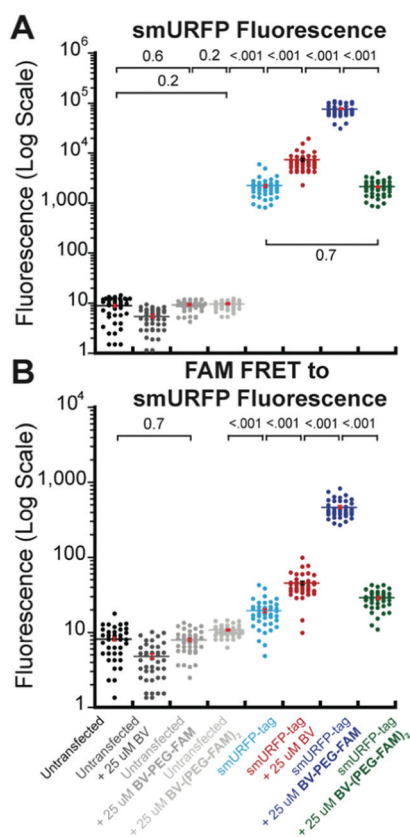 A
smURFP Fluorescence
0.6 0.2 <.001 <.001 <.001 <.001
0.2
0.7
Fluorescence (Log Scale)
10⁶
10⁵
10⁴
1,000
100
10
1
B
FAM FRET to
smURFP Fluorescence
0.7 <.001 <.001 <.001 <.001
Fluorescence (Log Scale)
10⁴
1,000
100
10
1
Untransfected
Untransfected
+ 25 uM BV
Untransfected
+ 25 uM BV-PEG-FAM
Untransfected
+ 25 uM BV-(PEG-FAM)₂
smURFP-tag
smURFP-tag
+ 25 uM BV
smURFP-tag
+ 25 uM BV-PEG-FAM
smURFP-tag
+ 25 uM BV-(PEG-FAM)₂